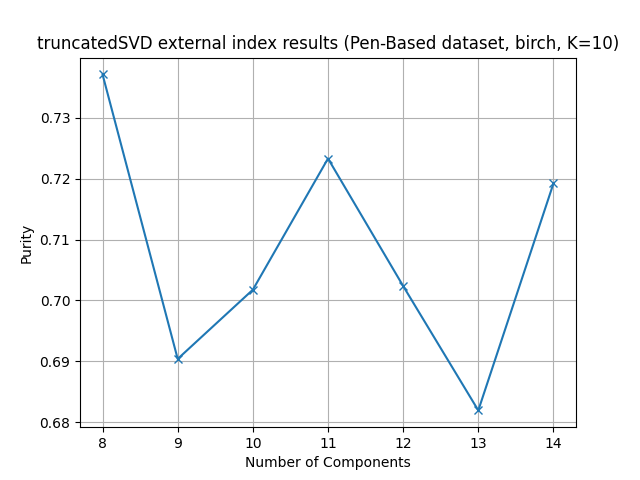 truncatedSVD external index results (Pen-Based dataset, birch, K=10)
0.73
0.72
0.71
0.70
0.69
0.68
Purity
8 9 10 11 12 13 14
Number of Components